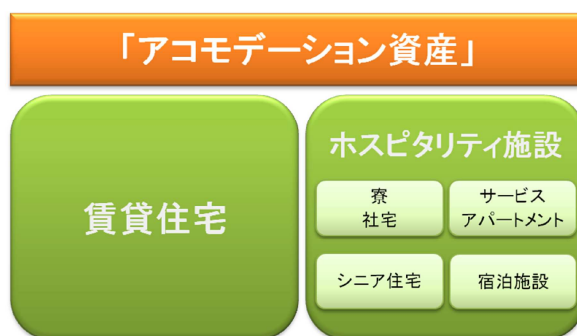 「アコモデーション資産」
賃貸住宅
ホスピタリティ施設
寮
社宅
サービス
アパートメント
シニア住宅
宿泊施設